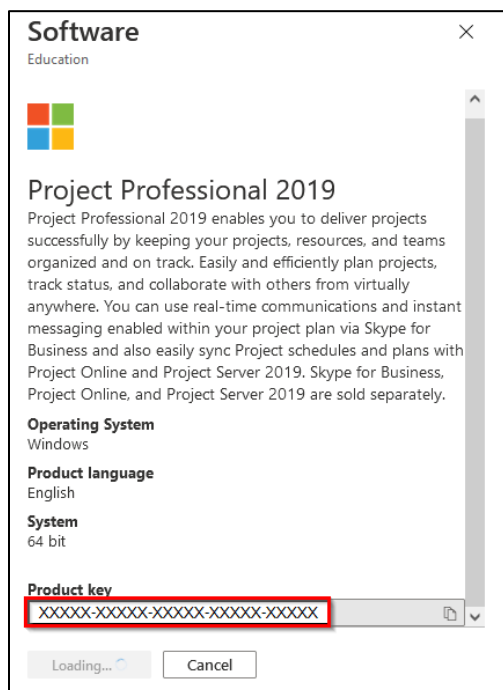 Software
Education
Project Professional 2019
Project Professional 2019 enables you to deliver projects
successfully by keeping your projects, resources, and teams
organized and on track. Easily and efficiently plan projects,
track status, and collaborate with others from virtually
anywhere. You can use real-time communications and instant
messaging enabled within your project plan via Skype for
Business and also easily sync Project schedules and plans with
Project Online and Project Server 2019. Skype for Business,
Project Online, and Project Server 2019 are sold separately.
Operating System
Windows
Product language
English
System
64 bit
Product key
XXXXX-XXXXX-XXXXX-XXXXX-XXXXX
Loading...
Cancel